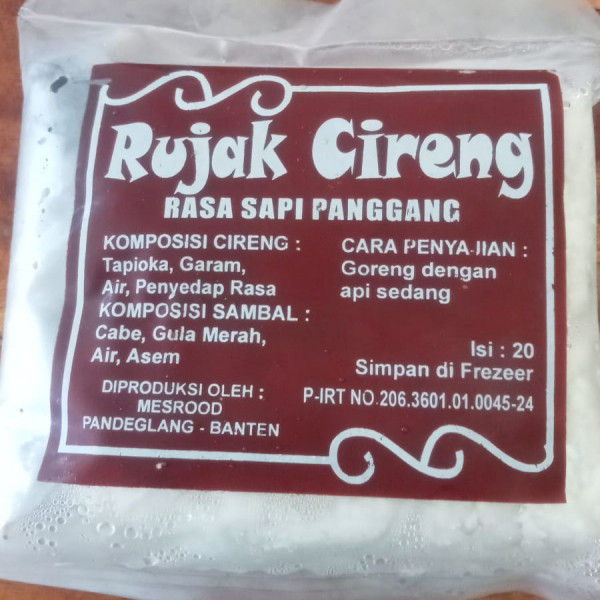 Rujak Cireng
RASA SAPI PANGGANG
KOMPOSISI CIRENG :
Tapioka, Garam,
Air, Penyedap Rasa
KOMPOSISI SAMBAL :
Cabe, Gula Merah,
Air, Asem
DIPRODUKSI OLEH :
MESROOD
PANDEGLANG - BANTEN
CARA PENYAJIAN :
Goreng dengan
api sedang
Isi : 20
Simpan di Frezeer
P-IRT NO.206.3601.01.0045-24